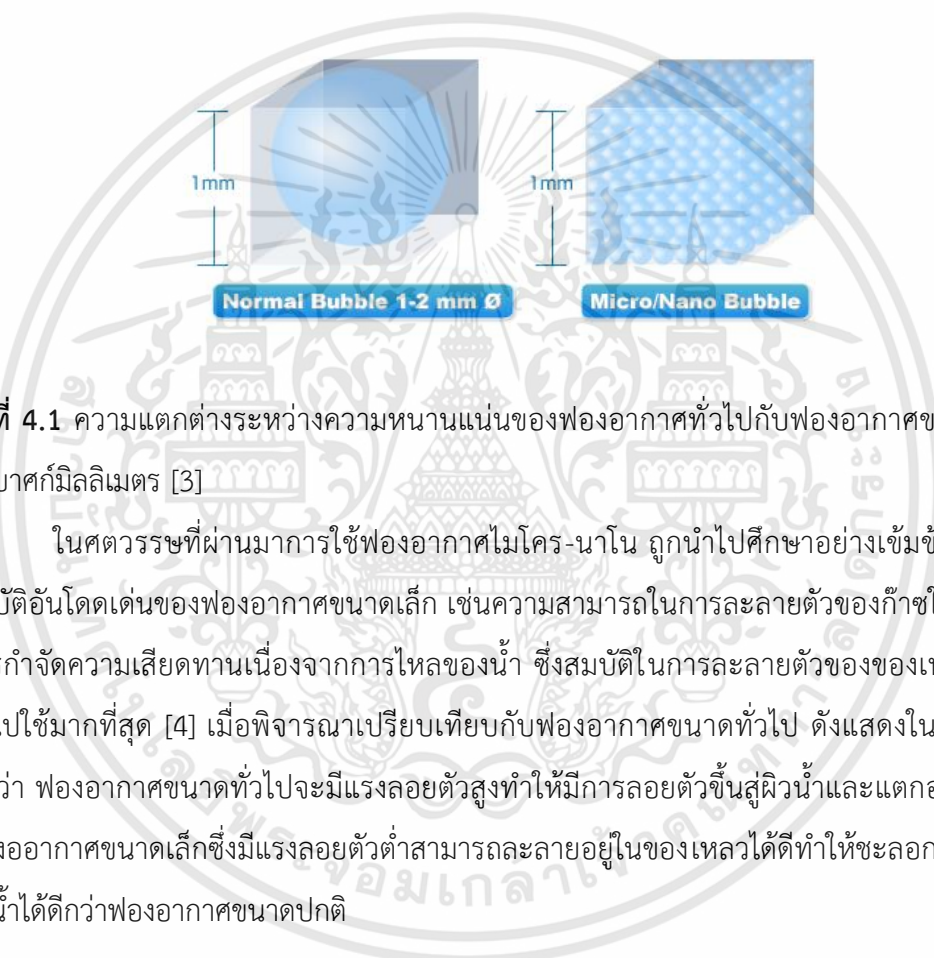 1mm
1mm
Normal Bubble 1-2 mm Ø
Micro/Nano Bubble
ที่ 4.1 ความแตกต่างระหว่างความหนานแน่นของฟองอากาศทั่วไปกับฟองอากาศข
บาศก์มิลลิเมตร [3]
ในศตวรรษที่ผ่านมาการใช้ฟองอากาศไมโคร-นาโน ถูกนำไปศึกษาอย่างเข้มข้
บัติอันโดดเด่นของฟองอากาศขนาดเล็ก เช่นความสามารถในการละลายตัวของก๊าซใ
รกำจัดความเสียดทานเนื่องจากการไหลของน้ำ ซึ่งสมบัติในการละลายตัวของของเห
ไปใช้มากที่สุด [4] เมื่อพิจารณาเปรียบเทียบกับฟองอากาศขนาดทั่วไป ดังแสดงใน
ว่า ฟองอากาศขนาดทั่วไปจะมีแรงลอยตัวสูงทำให้มีการลอยตัวขึ้นสู่ผิวน้ำและแตกอ
งออากาศขนาดเล็กซึ่งมีแรงลอยตัวต่ำสามารถละลายอยู่ในของเหลวได้ดีทำให้ชะลอก
น้ำได้ดีกว่าฟองอากาศขนาดปกติ